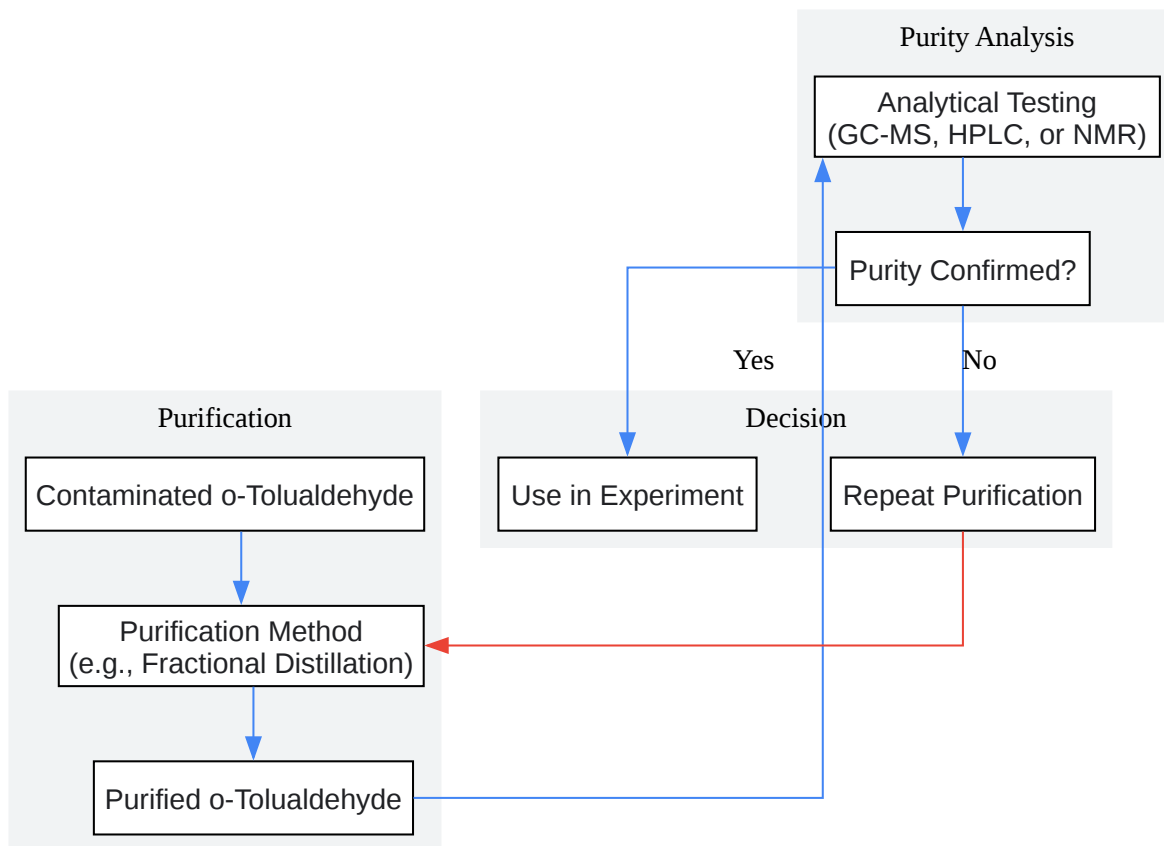 Purity Analysis
Analytical Testing
(GC-MS, HPLC, or NMR)
Purity Confirmed?
Yes
No
Decision
Use in Experiment
Repeat Purification
Purification
Contaminated o-Tolualdehyde
Purification Method
(e.g., Fractional Distillation)
Purified o-Tolualdehyde